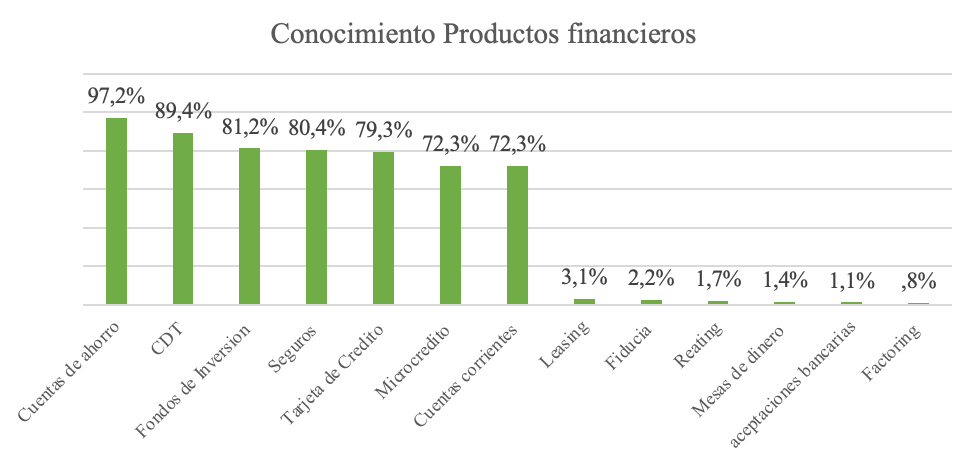 Conocimiento Productos financieros
97,2%
89,4%
81,2%
80,4%
79,3%
72,3%
72,3%
3,1%
2,2%
1,7%
1,4%
1,1%
,8%
Cuentas de ahorro
CDT
Fondos de Inversion
Seguros
Tarjeta de Credito
Microcredito
Cuentas corrientes
Leasing
Fiducia
Reating
Mesas de dinero
aceptaciones bancarias
Factoring